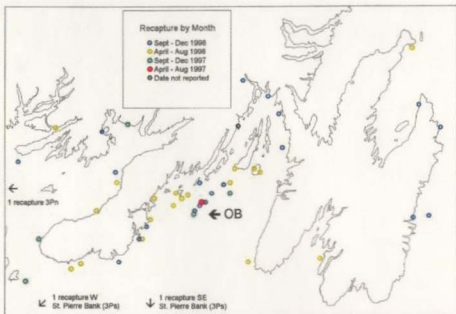 Recapture by Month
Sept - Dec 1998
April - Aug 1998
Sept - Dec 1997
April - Aug 1997
Date not reported
1 recapture 3Pn
OB
1 recapture W
St. Pierre Bank (3Ps)
1 recapture SE
St. Pierre Bank (3Ps)